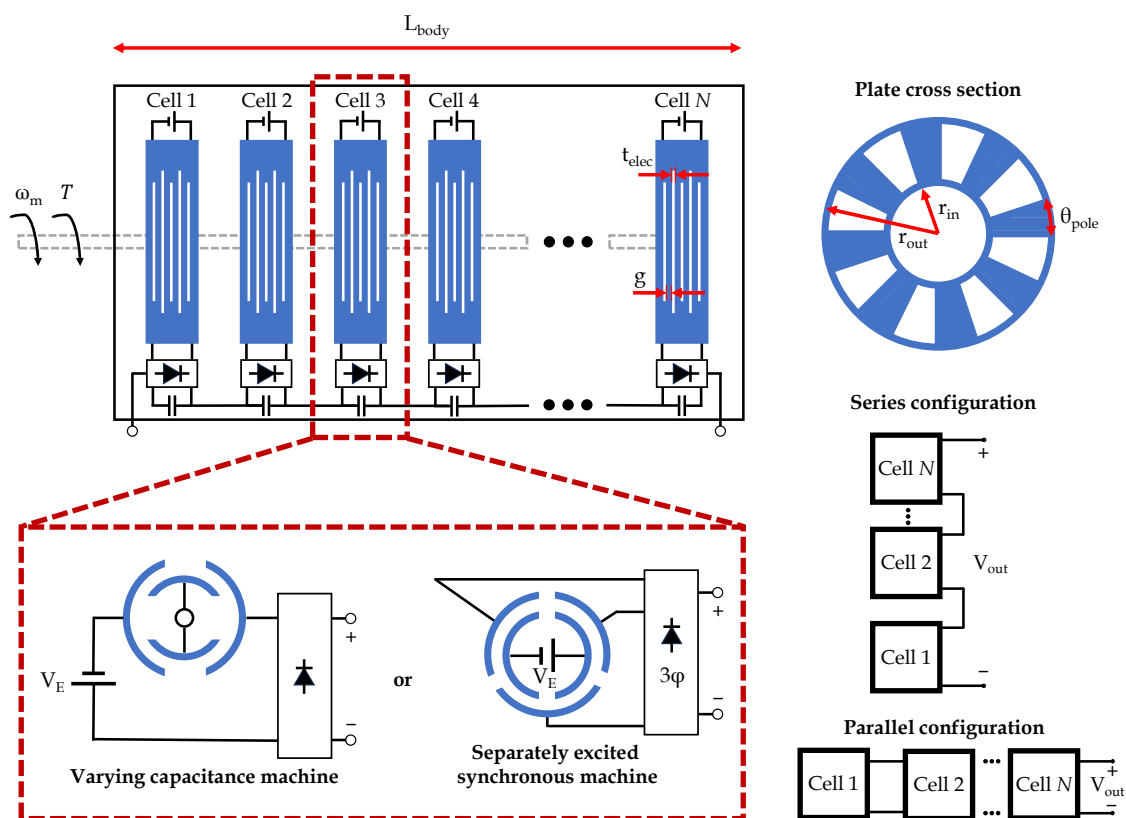 L_body
Cell 1
Cell 2
Cell 3
Cell 4
Cell N
ω_m
T
t_elec
g
Plate cross section
r_in
r_out
θ_pole
Series configuration
Cell N
+
Cell 2
V_out
Cell 1
−
V_E
+
−
Varying capacitance machine
or
V_E
3φ
+
−
Separately excited
synchronous machine
Parallel configuration
Cell 1
Cell 2
Cell N
+
V_out
−